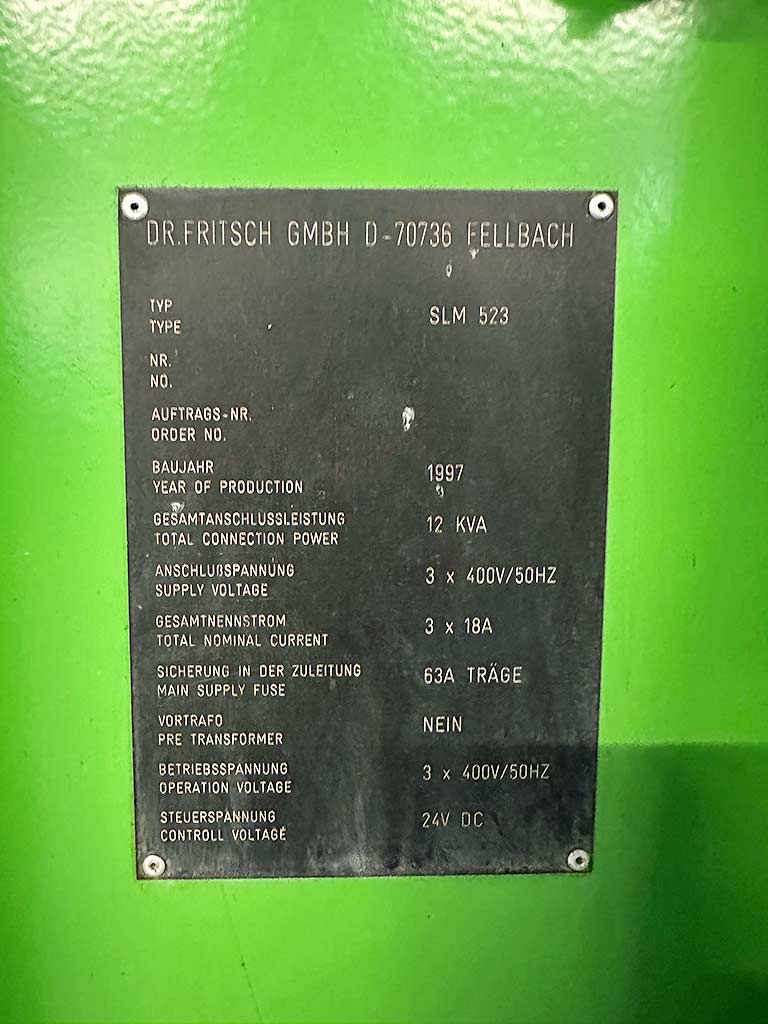 DR.FRITSCH GMBH D-70736 FELLBACH
TYP
TYPE SLM 523
NR.
NO.
AUFTRAGS-NR.
ORDER NO.
BAUJAHR
YEAR OF PRODUCTION 1997
GESAMTANSCHLUSSLEISTUNG
TOTAL CONNECTION POWER 12 KVA
ANSCHLUßSPANNUNG
SUPPLY VOLTAGE 3 x 400V/50HZ
GESAMTNENNSTROM
TOTAL NOMINAL CURRENT 3 x 18A
SICHERUNG IN DER ZULEITUNG
MAIN SUPPLY FUSE 63A TRÄGE
VORTRAFO
PRE TRANSFORMER NEIN
BETRIEBSSPANNUNG
OPERATION VOLTAGE 3 x 400V/50HZ
STEUERSPANNUNG
CONTROLL VOLTAGE 24V DC